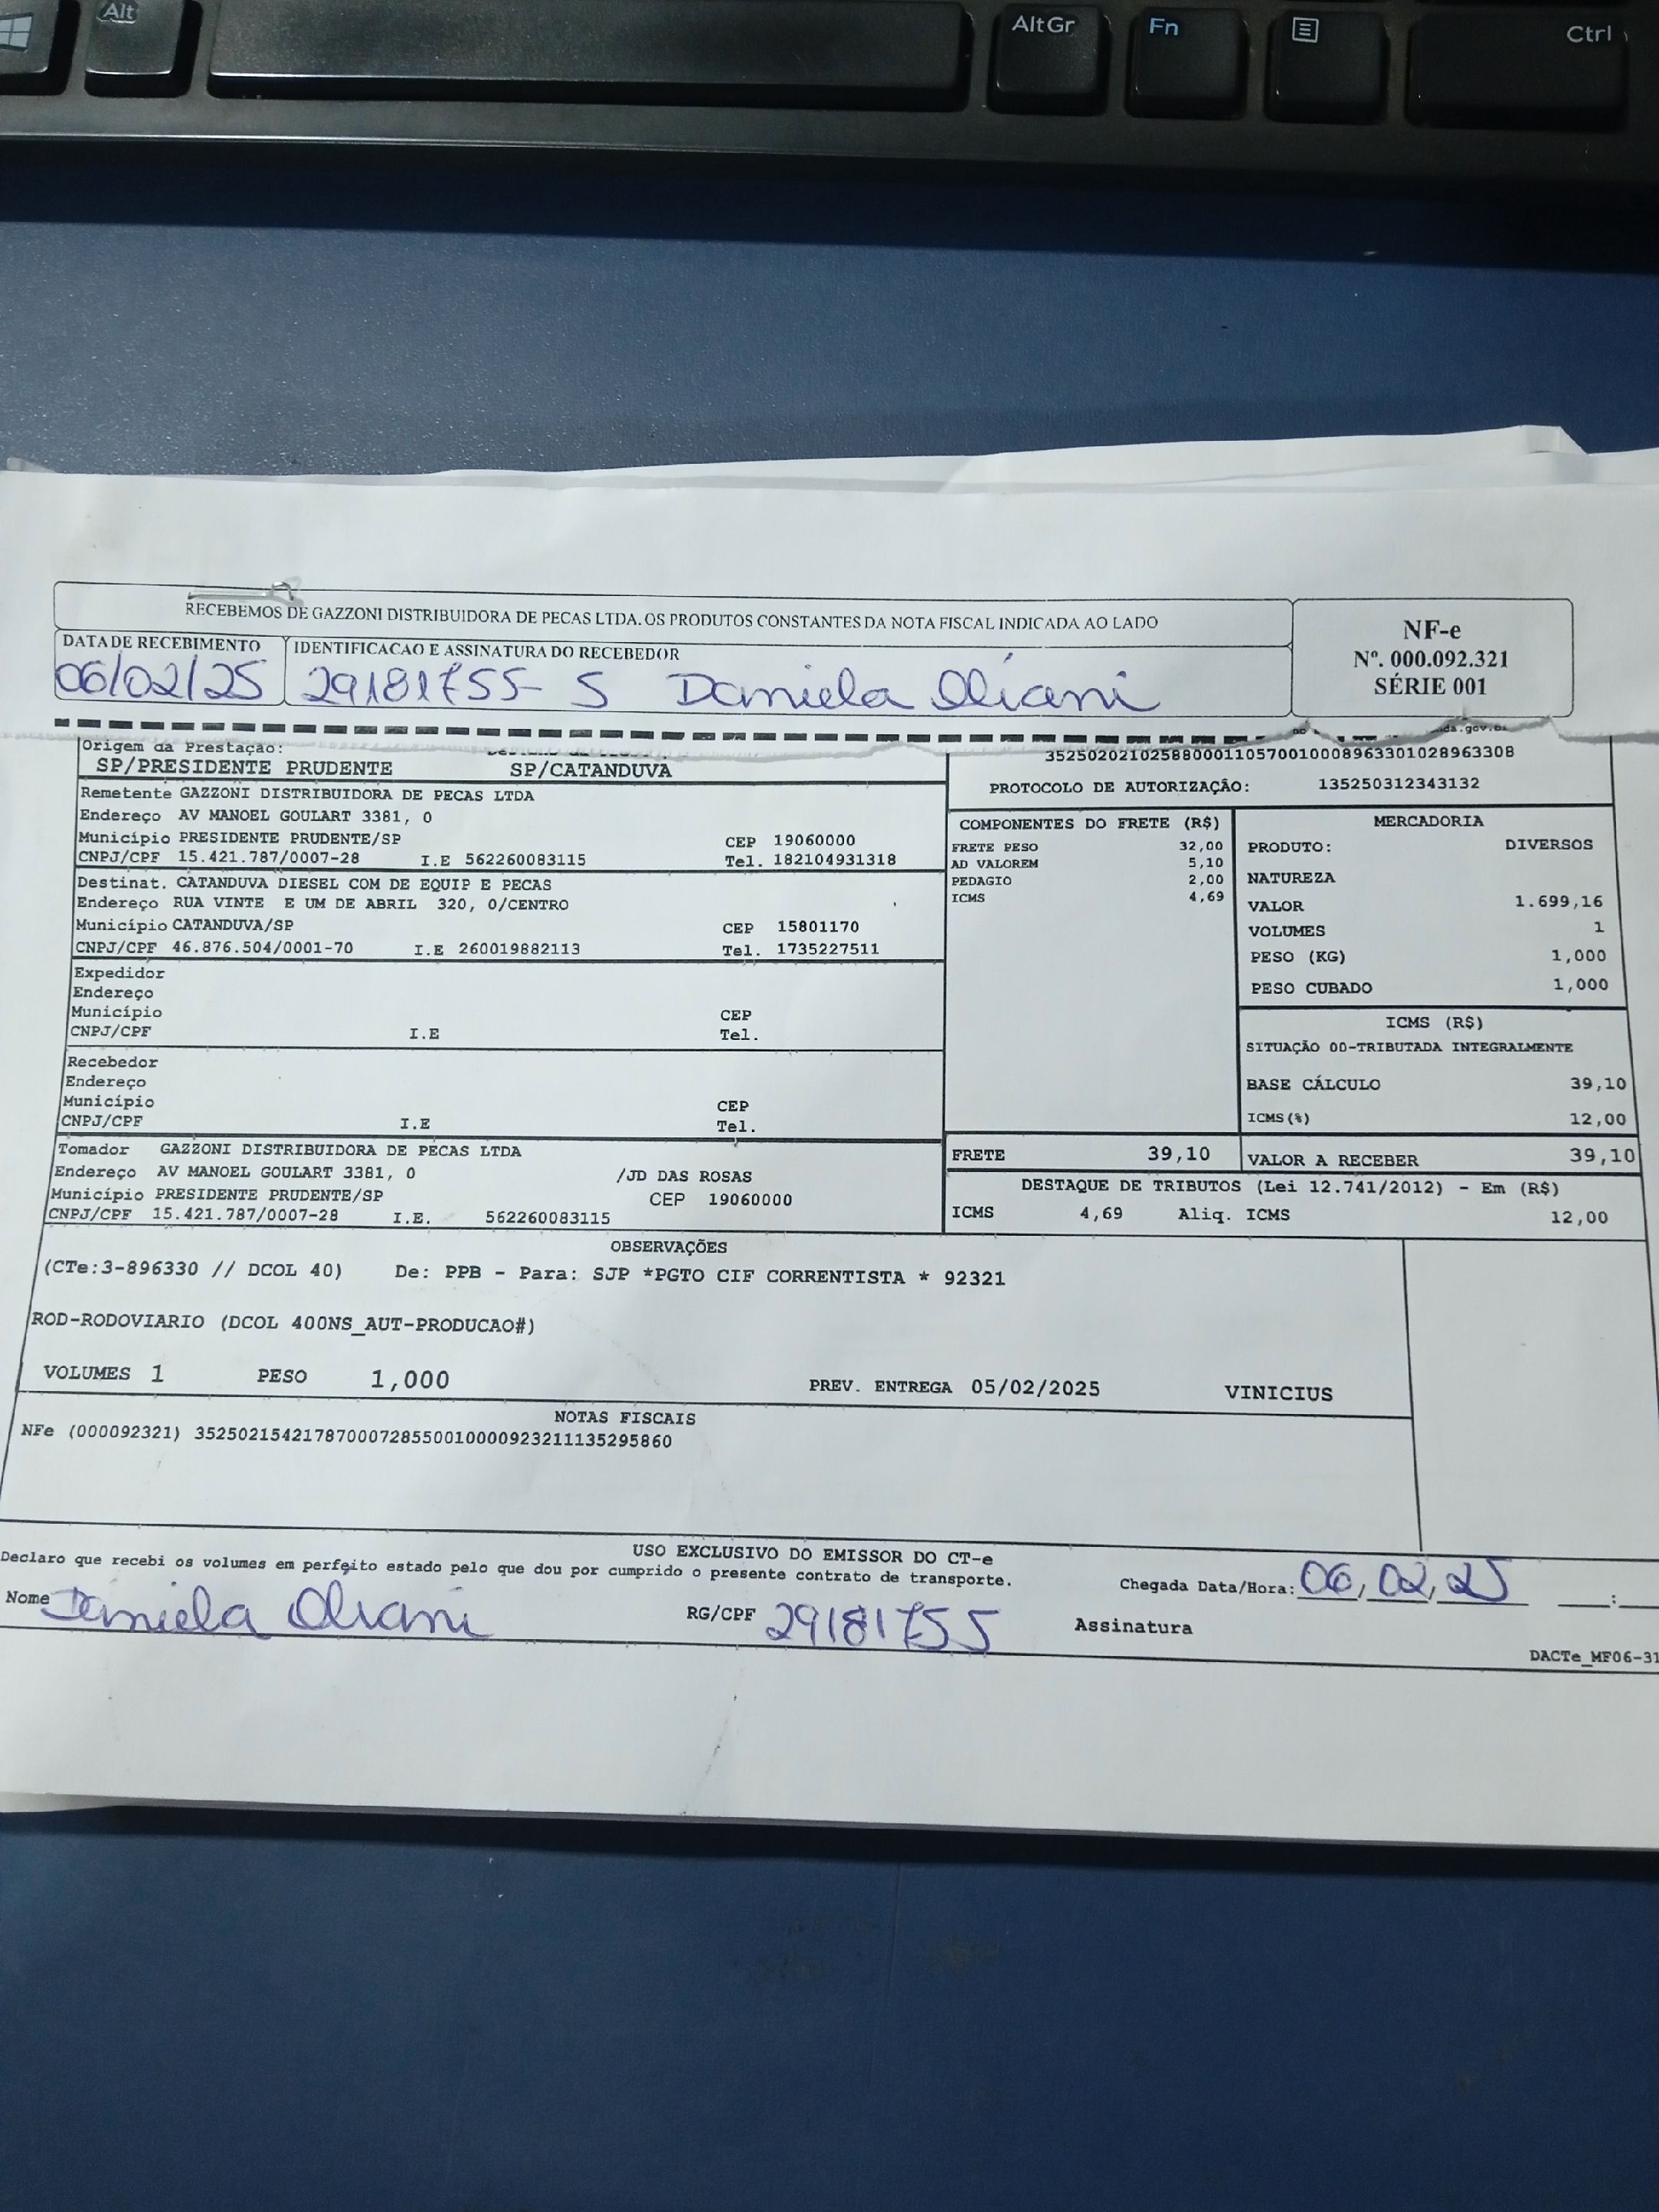 Alt
AltGr
Fn
Ctrl
RECEBEMOS DE GAZZONI DISTRIBUIDORA DE PECAS LTDA. OS PRODUTOS CONSTANTES DA NOTA FISCAL INDICADA AO LADO
NF-e
Nº. 000.092.321
SÉRIE 001
DATA DE RECEBIMENTO IDENTIFICACAO E ASSINATURA DO RECEBEDOR
06/02/25 29181755-5 Daniela Oliani
Origem da Prestação:
SP/PRESIDENTE PRUDENTE SP/CATANDUVA
Remetente GAZZONI DISTRIBUIDORA DE PECAS LTDA
Endereço AV MANOEL GOULART 3381, 0
Município PRESIDENTE PRUDENTE/SP CEP 19060000
CNPJ/CPF 15.421.787/0007-28 I.E 562260083115 Tel. 182104931318
Destinat. CATANDUVA DIESEL COM DE EQUIP E PECAS
Endereço RUA VINTE E UM DE ABRIL 320, 0/CENTRO
Município CATANDUVA/SP CEP 15801170
CNPJ/CPF 46.876.504/0001-70 I.E 260019882113 Tel. 1735227511
Expedidor
Endereço
Município CEP
CNPJ/CPF I.E Tel.
Recebedor
Endereço
Município CEP
CNPJ/CPF I.E Tel.
Tomador GAZZONI DISTRIBUIDORA DE PECAS LTDA
Endereço AV MANOEL GOULART 3381, 0 /JD DAS ROSAS
Município PRESIDENTE PRUDENTE/SP CEP 19060000
CNPJ/CPF 15.421.787/0007-28 I.E. 562260083115
35250202102588000110570010008963301028963308
PROTOCOLO DE AUTORIZAÇÃO: 135250312343132
COMPONENTES DO FRETE (R$)
FRETE PESO 32,00
AD VALOREM 5,10
PEDAGIO 2,00
ICMS 4,69
MERCADORIA
PRODUTO: DIVERSOS
NATUREZA
VALOR 1.699,16
VOLUMES 1
PESO (KG) 1,000
PESO CUBADO 1,000
ICMS (R$)
SITUAÇÃO 00-TRIBUTADA INTEGRALMENTE
BASE CÁLCULO 39,10
ICMS(%) 12,00
FRETE 39,10 VALOR A RECEBER 39,10
DESTAQUE DE TRIBUTOS (Lei 12.741/2012) - Em (R$)
ICMS 4,69 Aliq. ICMS 12,00
OBSERVAÇÕES
(CTe:3-896330 // DCOL 40) De: PPB - Para: SJP *PGTO CIF CORRENTISTA * 92321
ROD-RODOVIARIO (DCOL 400NS_AUT-PRODUCAO#)
VOLUMES 1 PESO 1,000 PREV. ENTREGA 05/02/2025 VINICIUS
NOTAS FISCAIS
NFe (000092321) 35250215421787000728550010000923211135295860
USO EXCLUSIVO DO EMISSOR DO CT-e
Declaro que recebi os volumes em perfeito estado pelo que dou por cumprido o presente contrato de transporte.
Chegada Data/Hora: 06,02,25 :
Nome Daniela Oliani RG/CPF 29181755 Assinatura
DACTe_MF06-31